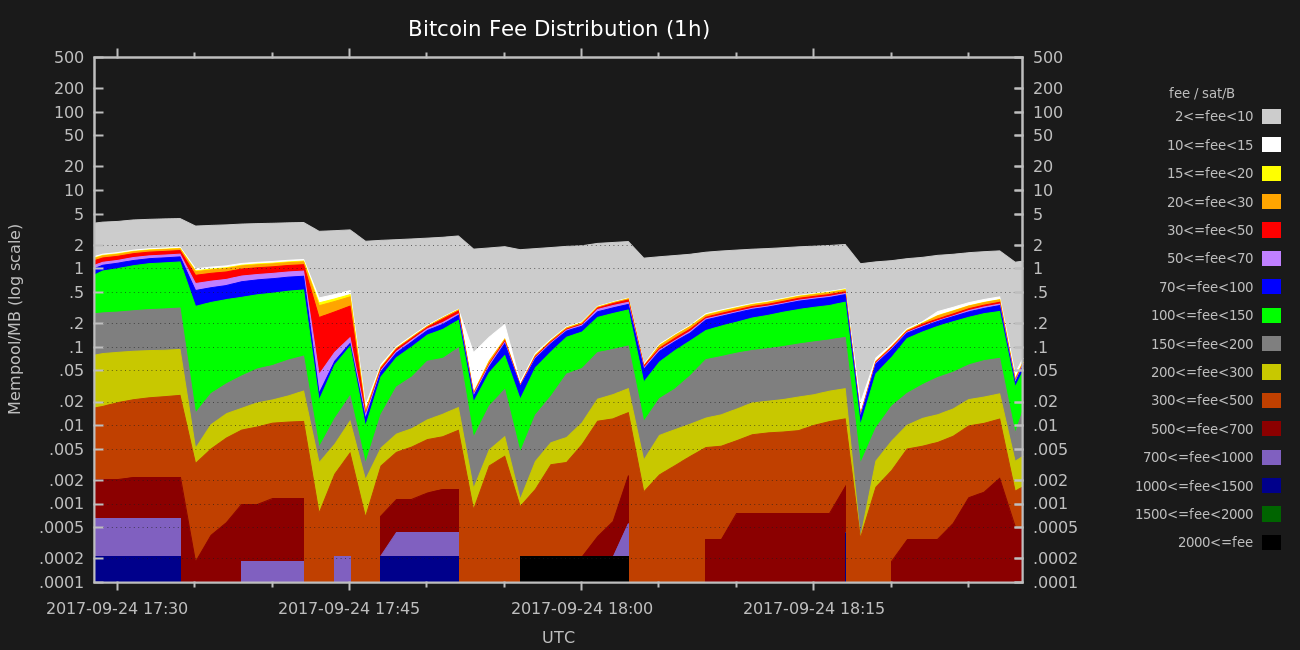 Bitcoin Fee Distribution (1h)
Mempool/MB (log scale)
500
200
100
50
20
10
5
2
1
.5
.2
.1
.05
.02
.01
.005
.002
.001
.0005
.0002
.0001
500
200
100
50
20
10
5
2
1
.5
.2
.1
.05
.02
.01
.005
.002
.001
.0005
.0002
.0001
2017-09-24 17:30
2017-09-24 17:45
2017-09-24 18:00
2017-09-24 18:15
UTC
fee / sat/B
2<=fee<10
10<=fee<15
15<=fee<20
20<=fee<30
30<=fee<50
50<=fee<70
70<=fee<100
100<=fee<150
150<=fee<200
200<=fee<300
300<=fee<500
500<=fee<700
700<=fee<1000
1000<=fee<1500
1500<=fee<2000
2000<=fee